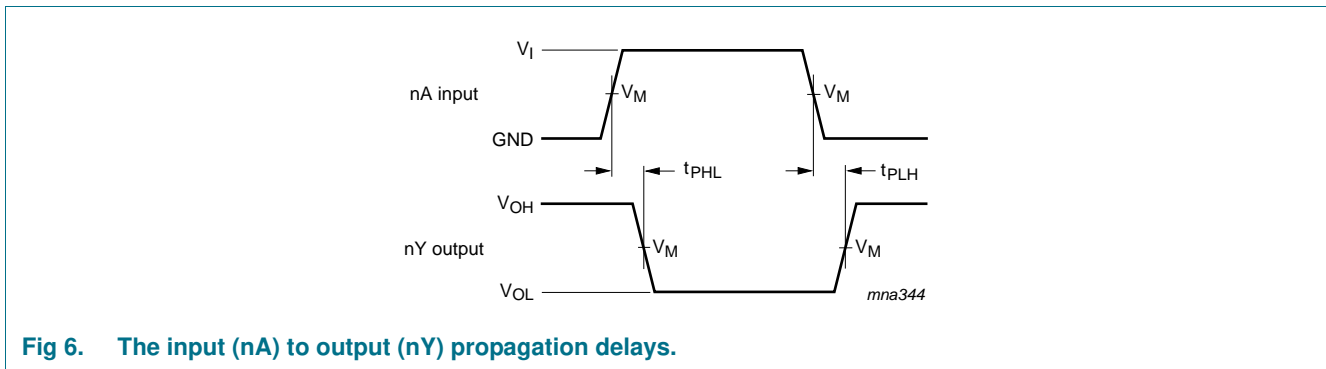 VI
nA input
VM
VM
GND
tPHL
tPLH
VOH
nY output
VM
VM
VOL
mna344
Fig 6. The input (nA) to output (nY) propagation delays.